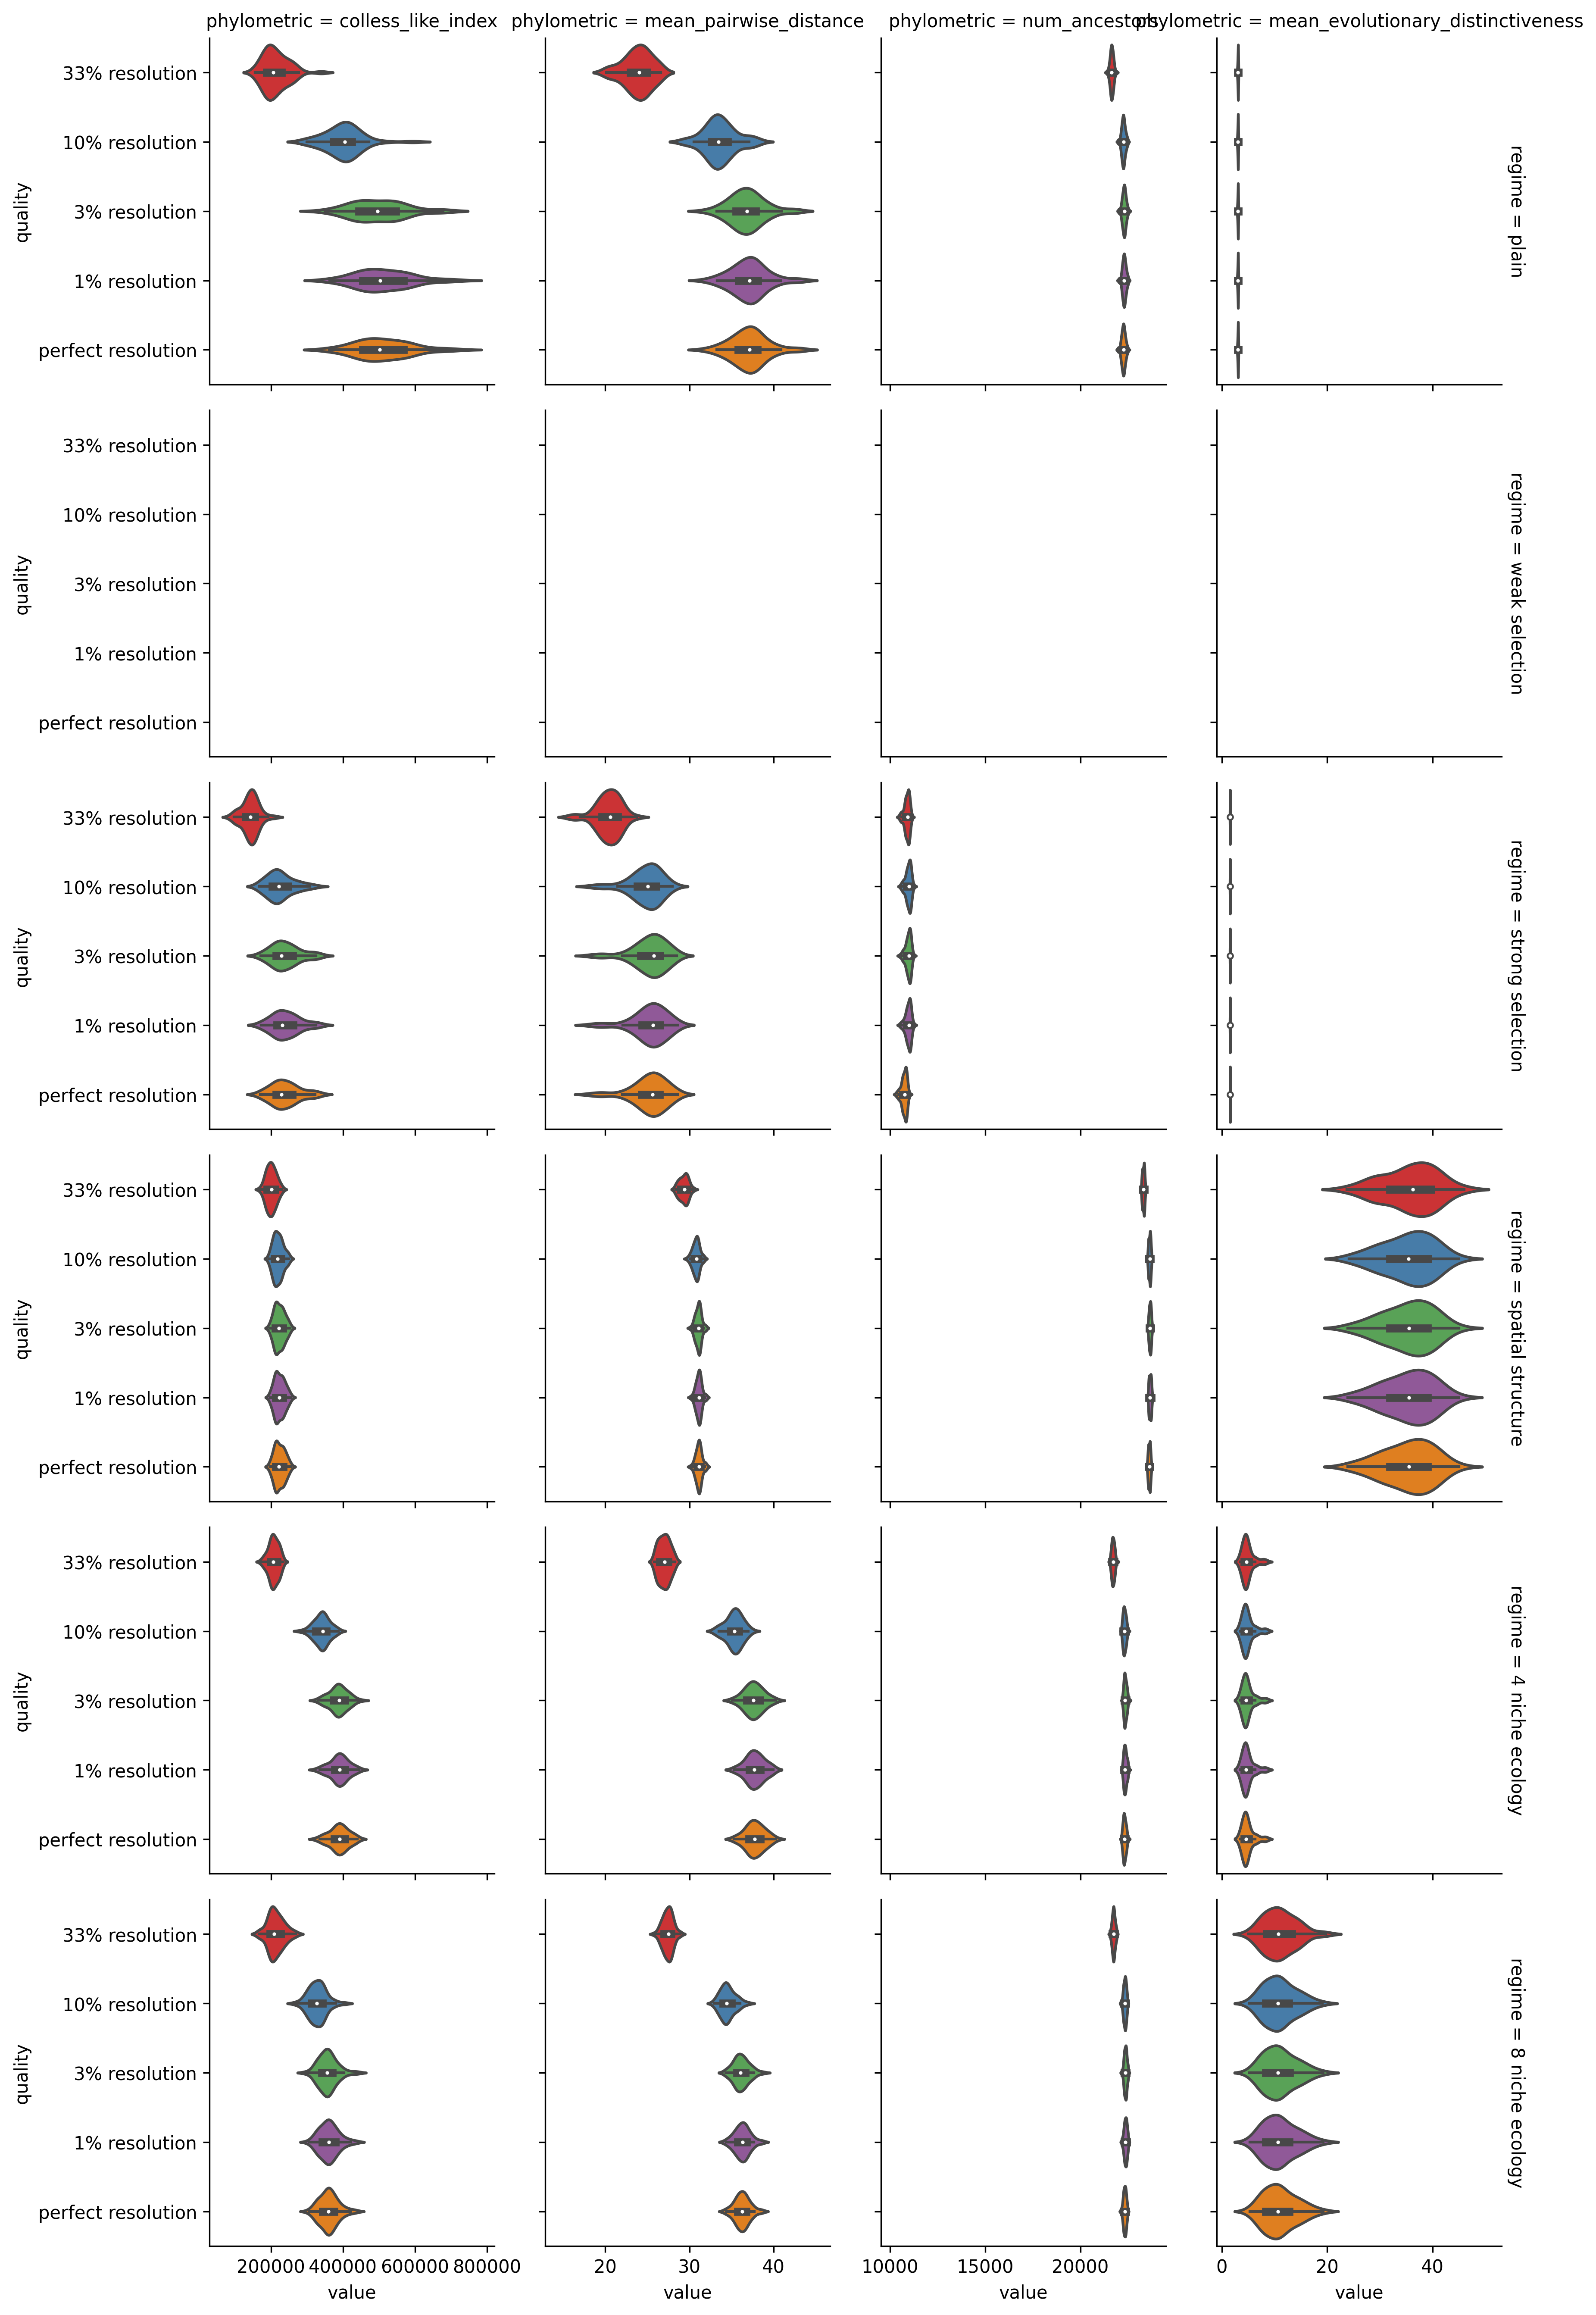 phylometric = colless_like_index
phylometric = mean_pairwise_distance
phylometric = num_ancestors
phylometric = mean_evolutionary_distinctiveness
quality
33% resolution
10% resolution
3% resolution
1% resolution
perfect resolution
regime = plain
quality
33% resolution
10% resolution
3% resolution
1% resolution
perfect resolution
regime = weak selection
quality
33% resolution
10% resolution
3% resolution
1% resolution
perfect resolution
regime = strong selection
quality
33% resolution
10% resolution
3% resolution
1% resolution
perfect resolution
regime = spatial structure
quality
33% resolution
10% resolution
3% resolution
1% resolution
perfect resolution
regime = 4 niche ecology
quality
33% resolution
10% resolution
3% resolution
1% resolution
perfect resolution
regime = 8 niche ecology
200000 400000 600000 800000
value
20 30 40
value
10000 15000 20000
value
0 20 40
value